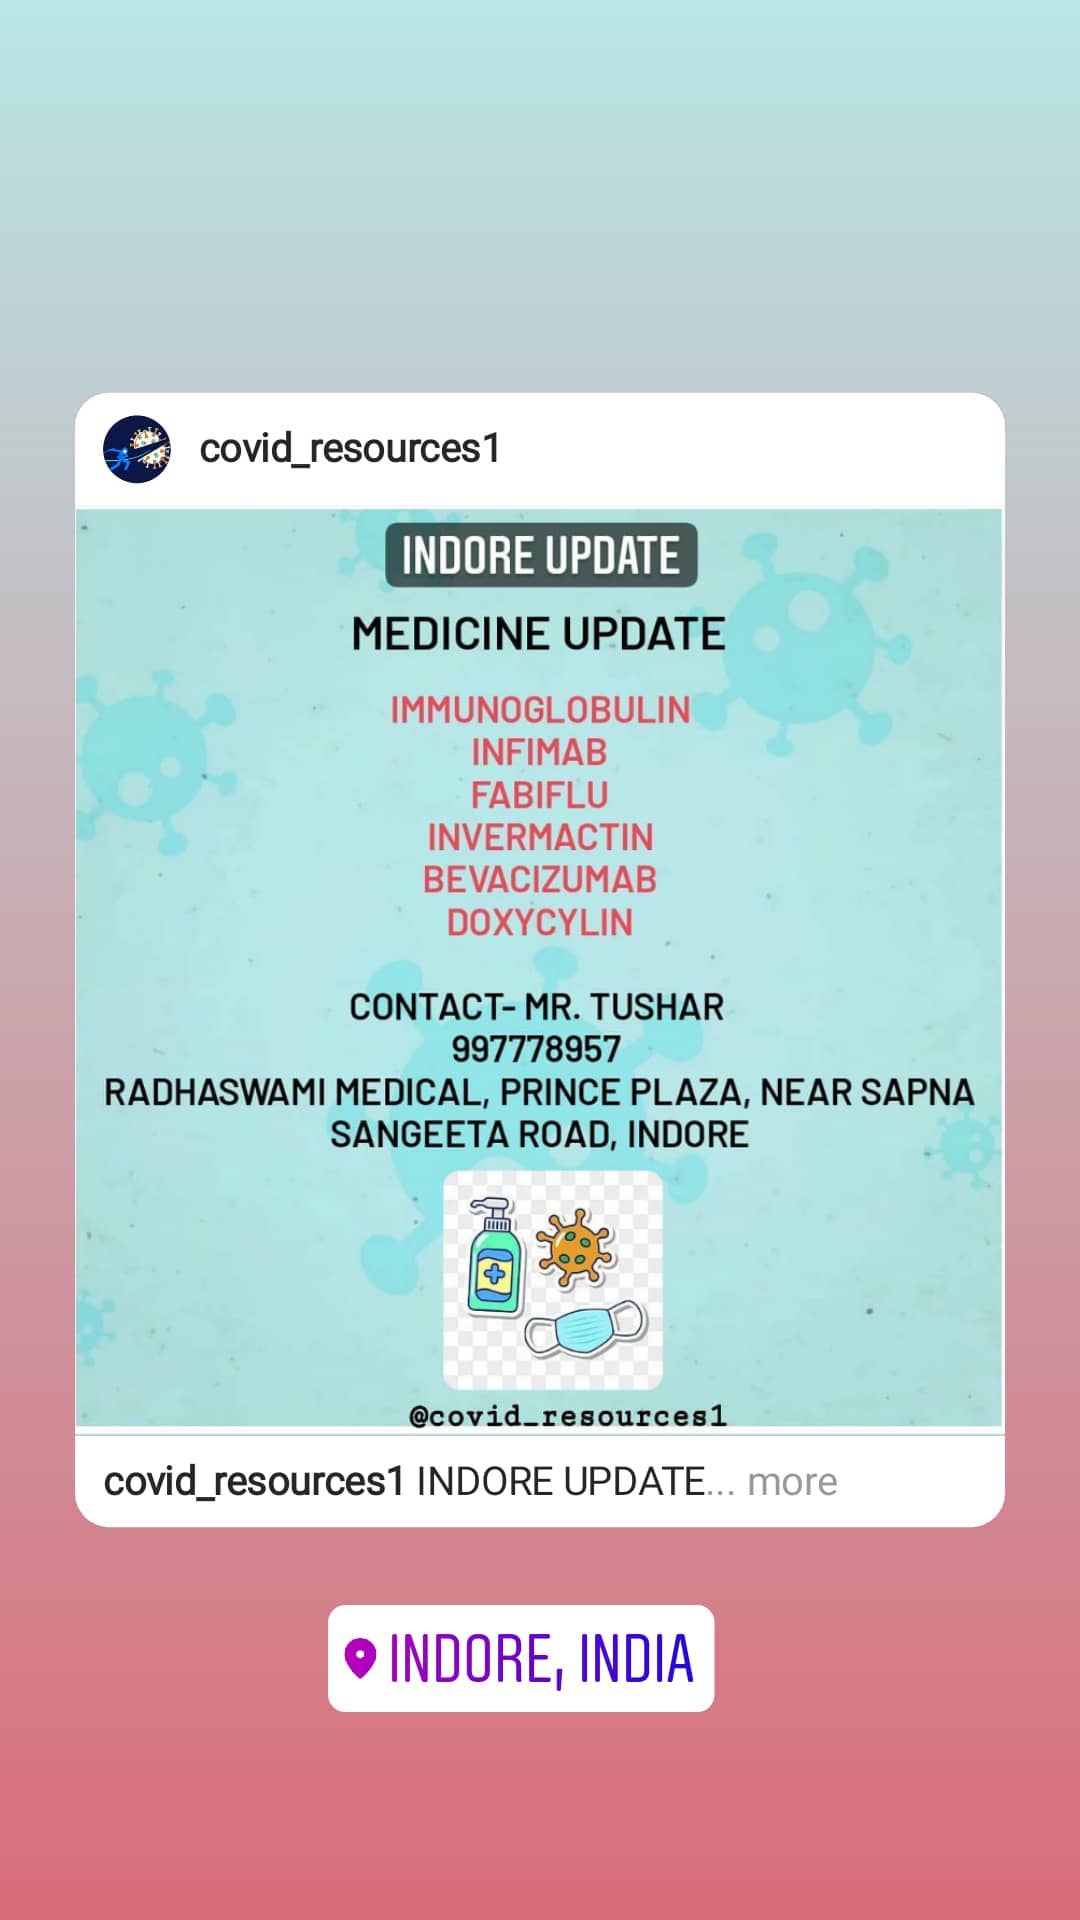 covid_resources1
INDORE UPDATE
MEDICINE UPDATE
IMMUNOGLOBULIN
INFIMAB
FABIFLU
INVERMACTIN
BEVACIZUMAB
DOXYCYLIN
CONTACT- MR. TUSHAR
997778957
RADHASWAMI MEDICAL, PRINCE PLAZA, NEAR SAPNA
SANGEETA ROAD, INDORE
@covid_resources1
covid_resources1 INDORE UPDATE... more
INDORE, INDIA